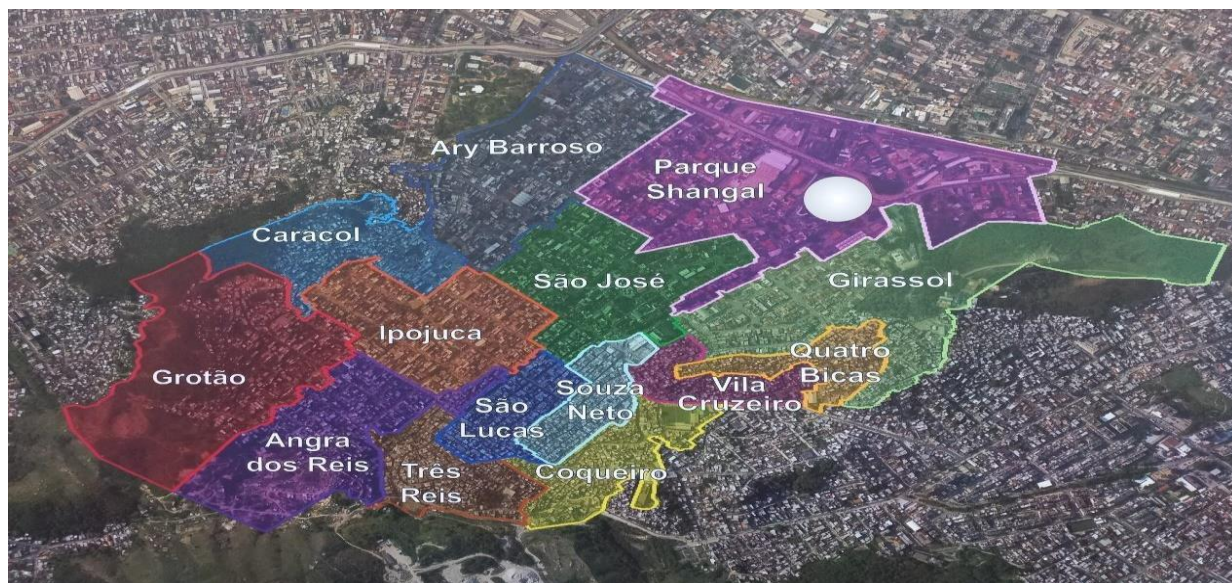 Ary Barroso
Parque
Shangal
Caracol
São José
Girassol
Ipojuca
Grotão
Quatro
Bicas
Souza
Neto
Vila
Cruzeiro
São
Lucas
Angra
dos Reis
Três
Reis
Coqueiro